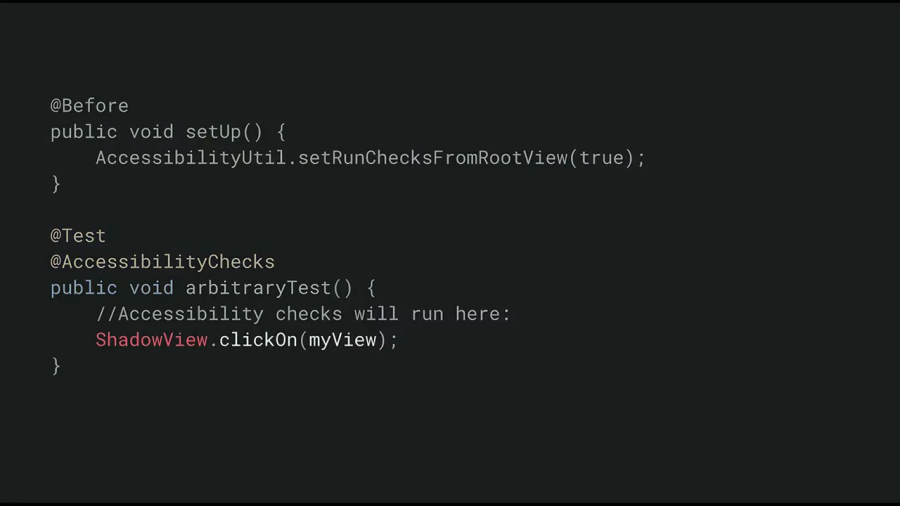 @Before
public void setUp() {
AccessibilityUtil.setRunChecksFromRootView(true);
}
@Test
@AccessibilityChecks
public void arbitraryTest() {
//Accessibility checks will run here:
ShadowView.clickOn(myView);
}